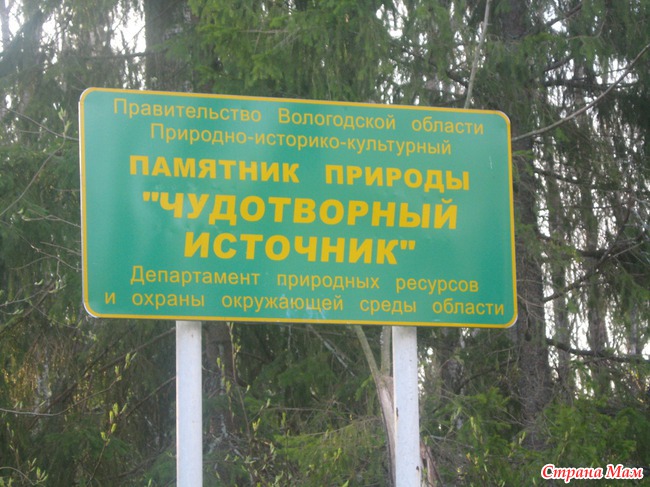 Правительство Вологодской области
Природно-историко-культурный
ПАМЯТНИК ПРИРОДЫ
"ЧУДОТВОРНЫЙ
ИСТОЧНИК"
Департамент природных ресурсов
и охраны окружающей среды области
Страна Мам